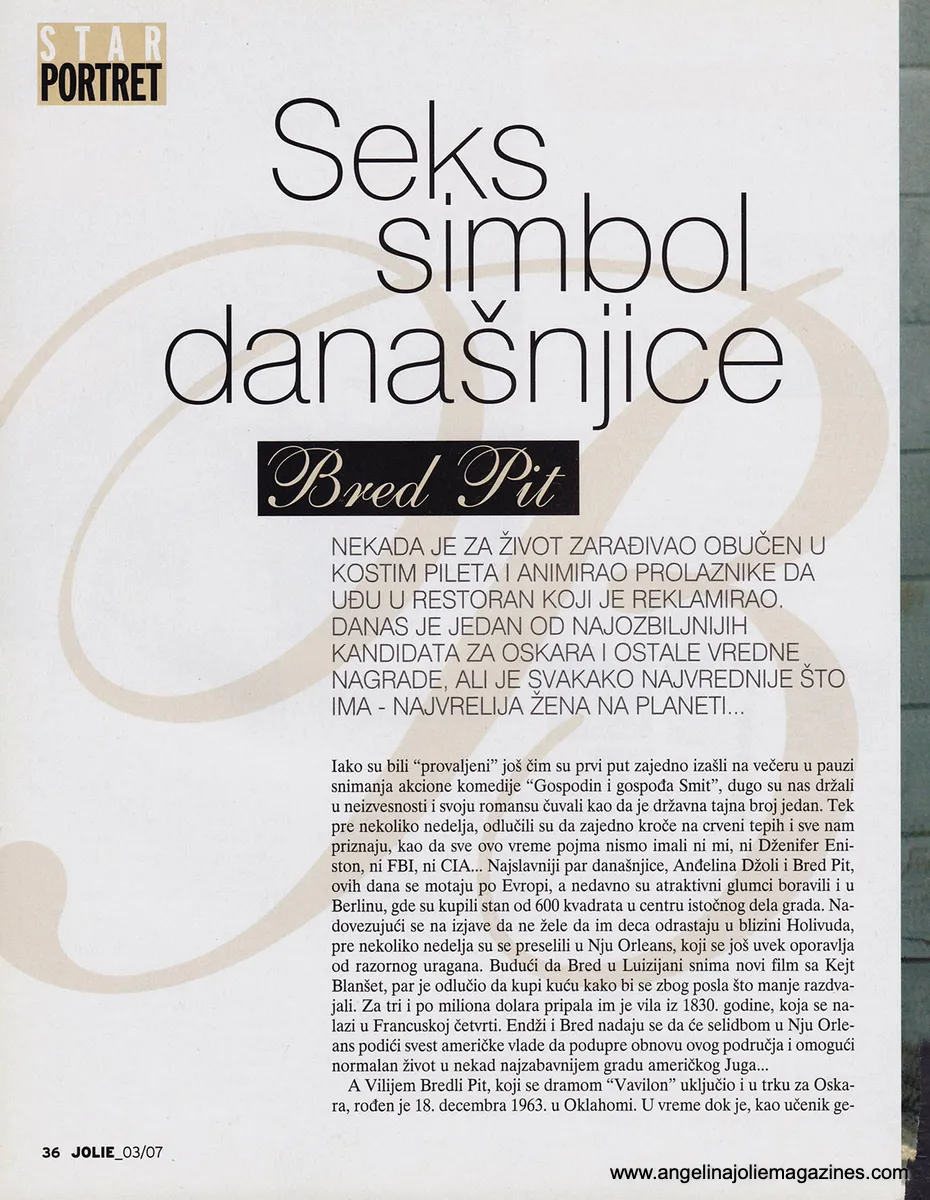 STAR
PORTRET
Seks
simbol
današnjice
Bred Pit
NEKADA JE ZA ŽIVOT ZARAĐIVAO OBUČEN U
KOSTIM PILETA I ANIMIRAO PROLAZNIKE DA
UĐU U RESTORAN KOJI JE REKLAMIRAO.
DANAS JE JEDAN OD NAJOZBILJNIJIH
KANDIDATA ZA OSKARA I OSTALE VREDNE
NAGRADE, ALI JE SVAKAKO NAJVREDNIJE ŠTO
IMA - NAJVRELIJA ŽENA NA PLANETI...
Iako su bili “provaljeni” još čim su prvi put zajedno izašli na večeru u pauzi
snimanja akcione komedije “Gospodin i gospođa Smit”, dugo su nas držali
u neizvesnosti i svoju romansu čuvali kao da je državna tajna broj jedan. Tek
pre nekoliko nedelja, odlučili su da zajedno kroče na crveni tepih i sve nam
priznaju, kao da sve ovo vreme pojma nismo imali ni mi, ni Dženifer Eni-
ston, ni FBI, ni CIA... Najslavniji par današnjice, Anđelina Džoli i Bred Pit,
ovih dana se motaju po Evropi, a nedavno su atraktivni glumci boravili i u
Berlinu, gde su kupili stan od 600 kvadrata u centru istočnog dela grada. Na-
dovezujući se na izjave da ne žele da im deca odrastaju u blizini Holivuda,
pre nekoliko nedelja su se preselili u Nju Orleans, koji se još uvek oporavlja
od razornog uragana. Budući da Bred u Luizijani snima novi film sa Kejt
Blanšet, par je odlučio da kupi kuću kako bi se zbog posla što manje razdva-
jali. Za tri i po miliona dolara pripala im je vila iz 1830. godine, koja se na-
lazi u Francuskoj četvrti. Endži i Bred nadaju se da će selidbom u Nju Orle-
ans podići svest američke vlade da podupre obnovu ovog područja i omogući
normalan život u nekad najzabavnijem gradu američkog Juga...
A Vilijem Bredli Pit, koji se dramom “Vavilon” uključio i u trku za Oska-
ra, rođen je 18. decembra 1963. u Oklahomi. U vreme dok je, kao učenik ge-
36 JOLIE_03/07
www.angelinajoliemagazines.com